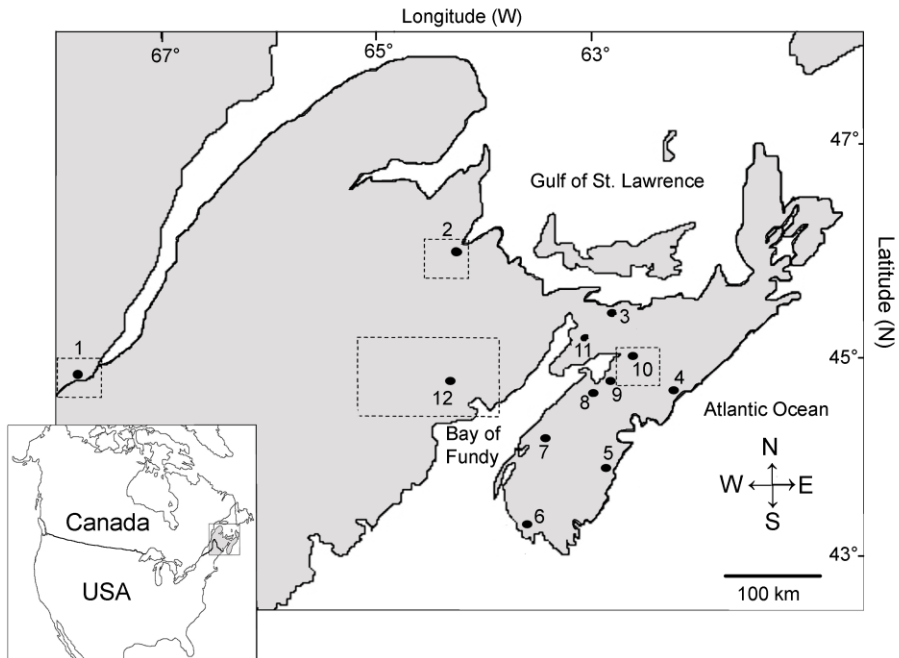 Longitude (W)
67°
65°
63°
47°
Gulf of St. Lawrence
2
Latitude (N)
3
1
11
45°
10
12
8
9
4
Atlantic Ocean
Bay of
Fundy
7
N
5
W
E
S
6
Canada
43°
USA
100 km